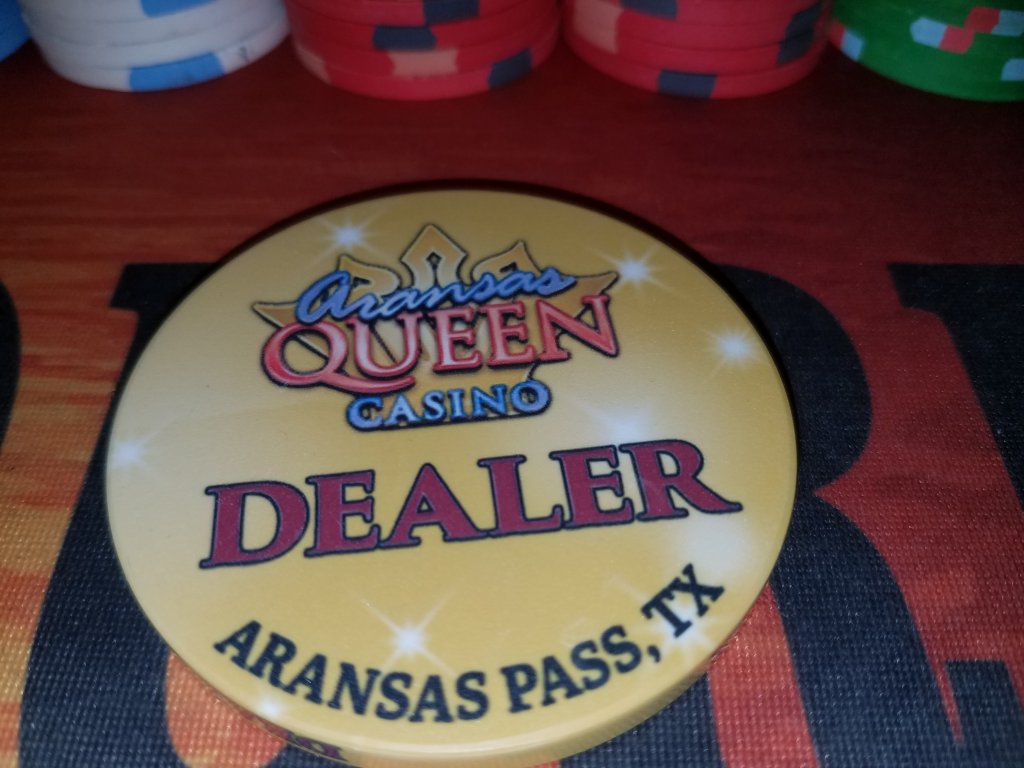 Aransas
QUEEN
CASINO
DEALER
ARANSAS PASS, TX